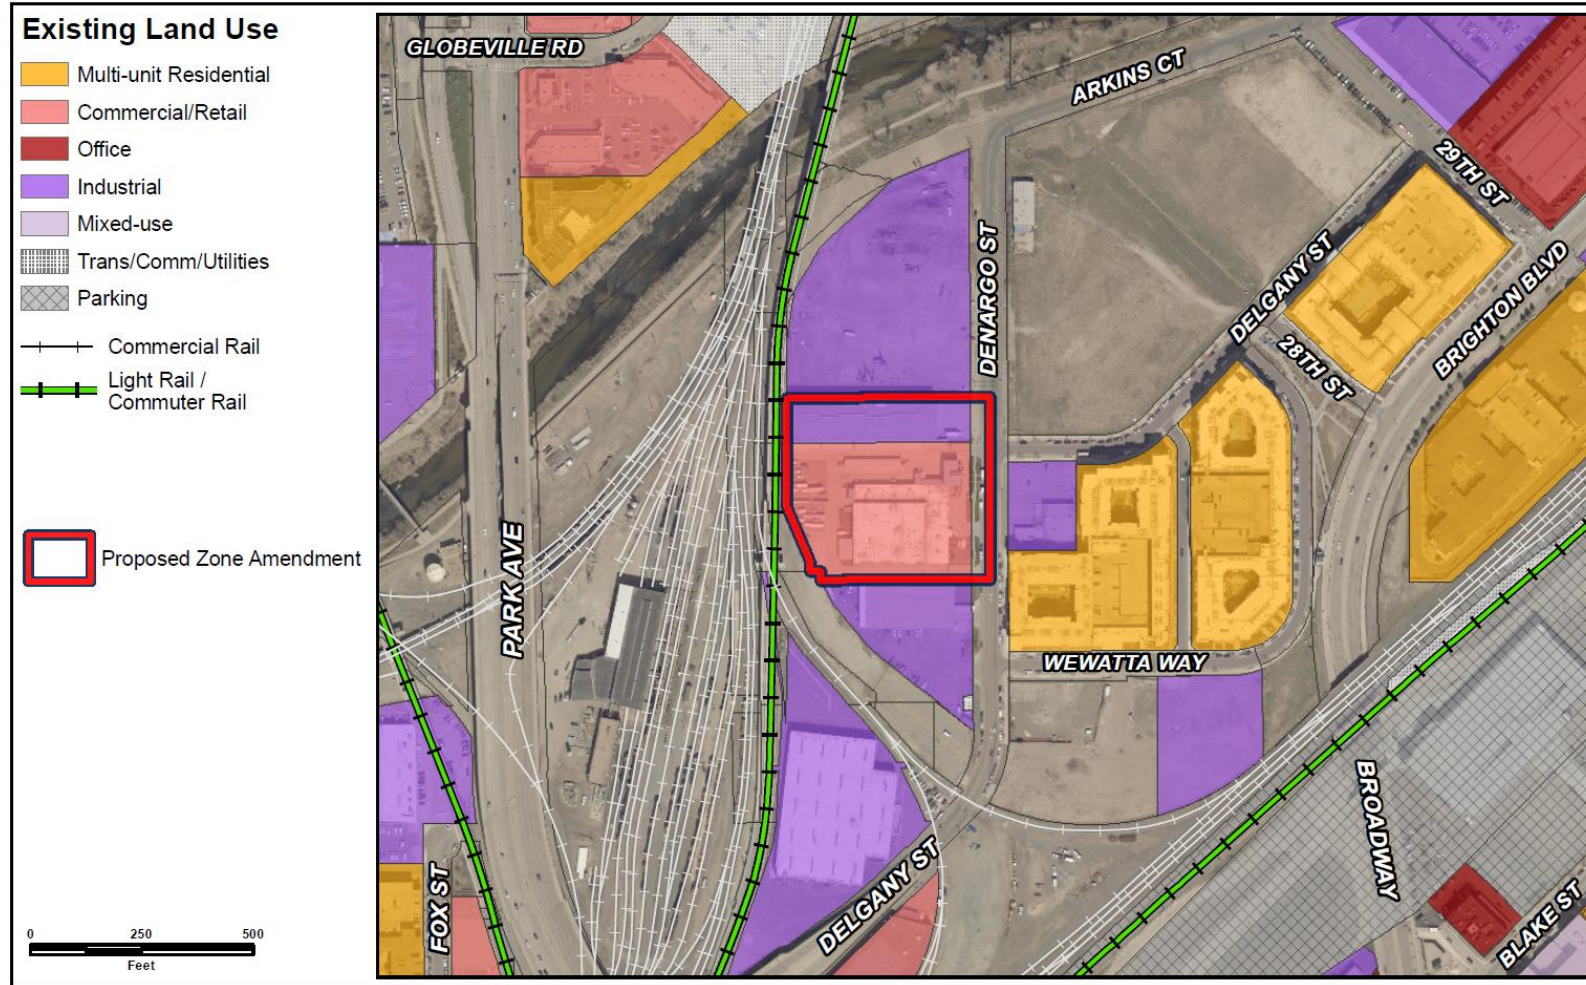 Existing Land Use
Multi-unit Residential
Commercial/Retail
Office
Industrial
Mixed-use
Trans/Comm/Utilities
Parking
Commercial Rail
Light Rail /
Commuter Rail
Proposed Zone Amendment
0 250 500
Feet
GLOBEVILLE RD
ARKINS CT
29TH ST
DENARGO ST
DELGANY ST
28TH ST
BRIGHTON BLVD
PARK AVE
WEWATTA WAY
BROADWAY
FOX ST
DELGANY ST
BLAKE ST